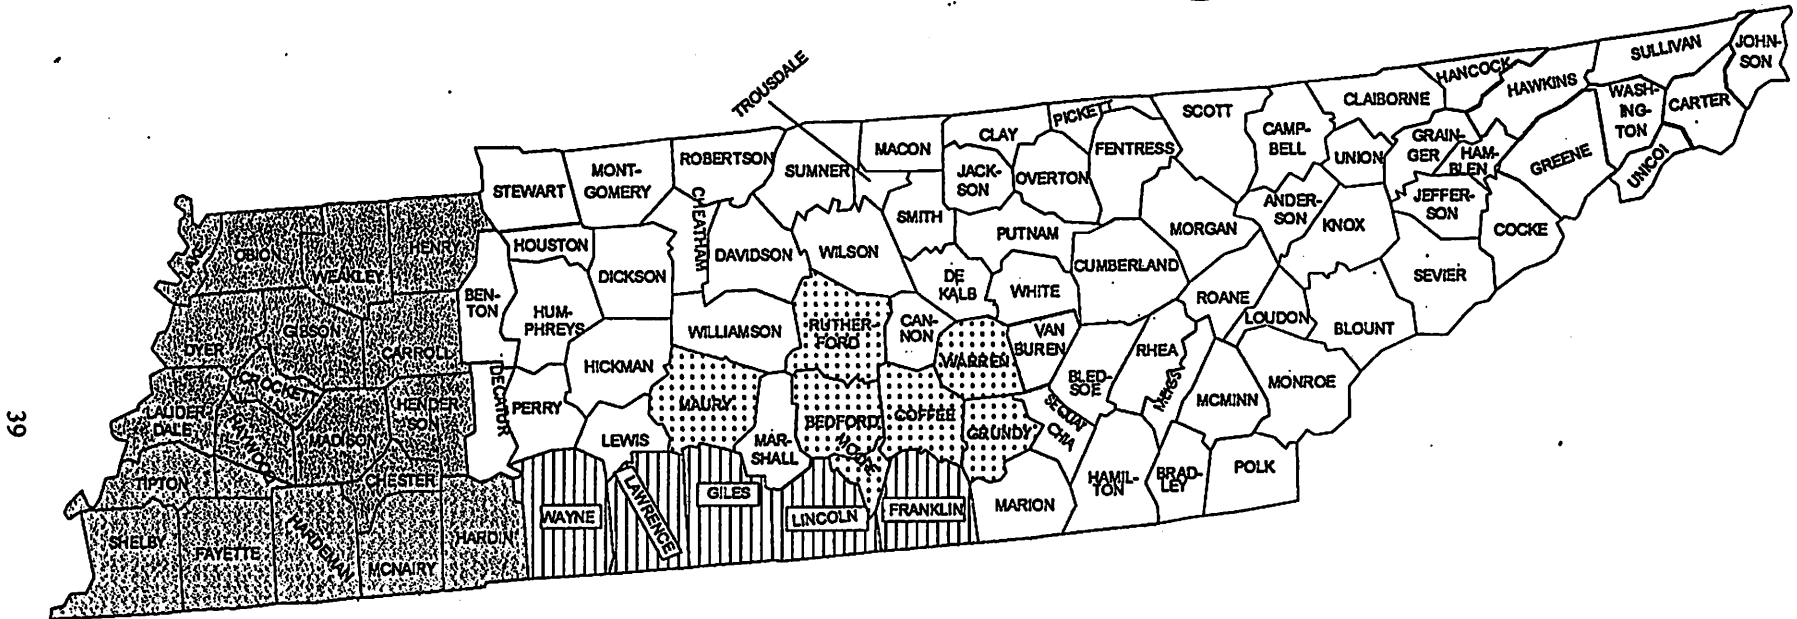 TROUSDALE
JOHN-
SON
SULLIVAN
HANCOCK
HAWKINS
WASH-
ING-
TON
CARTER
UNICOI
GREENE
CLAIBORNE
GRAIN-
GER
HAM-
BLEN
JEFFER-
SON
COCKE
SEVIER
SCOTT
CAMP-
BELL
UNION
ANDER-
SON
KNOX
BLOUNT
PICKETT
FENTRESS
MORGAN
ROANE
LOUDON
MONROE
CLAY
OVERTON
JACK-
SON
PUTNAM
CUMBERLAND
MACON
SMITH
DE
KALB
WHITE
VAN
BUREN
BLED-
SOE
RHEA
MEIGS
MCMINN
POLK
BRAD-
LEY
HAMIL-
TON
SEQUAT
CHIA
MARION
SUMNER
ROBERTSON
MONT-
GOMERY
STEWART
CHEATHAM
DAVIDSON
WILSON
HOUSTON
DICKSON
HUM-
PHREYS
BEN-
TON
WILLIAMSON
RUTHER-
FORD
CAN-
NON
WARREN
HICKMAN
MAURY
BEDFORD
COFFEE
GRUNDY
DECATUR
PERRY
LEWIS
MAR-
SHALL
MOORE
WAYNE
LAWRENCE
GILES
LINCOLN
FRANKLIN
LAKE
OBION
WEAKLEY
HENRY
DYER
GIBSON
CARROLL
CROCKETT
LAUDER
DALE
HAYWOOD
MADISON
HENDER
SON
TIPTON
CHESTER
SHELBY
FAYETTE
HARDEMAN
MCNAIRY
HARDIN
39